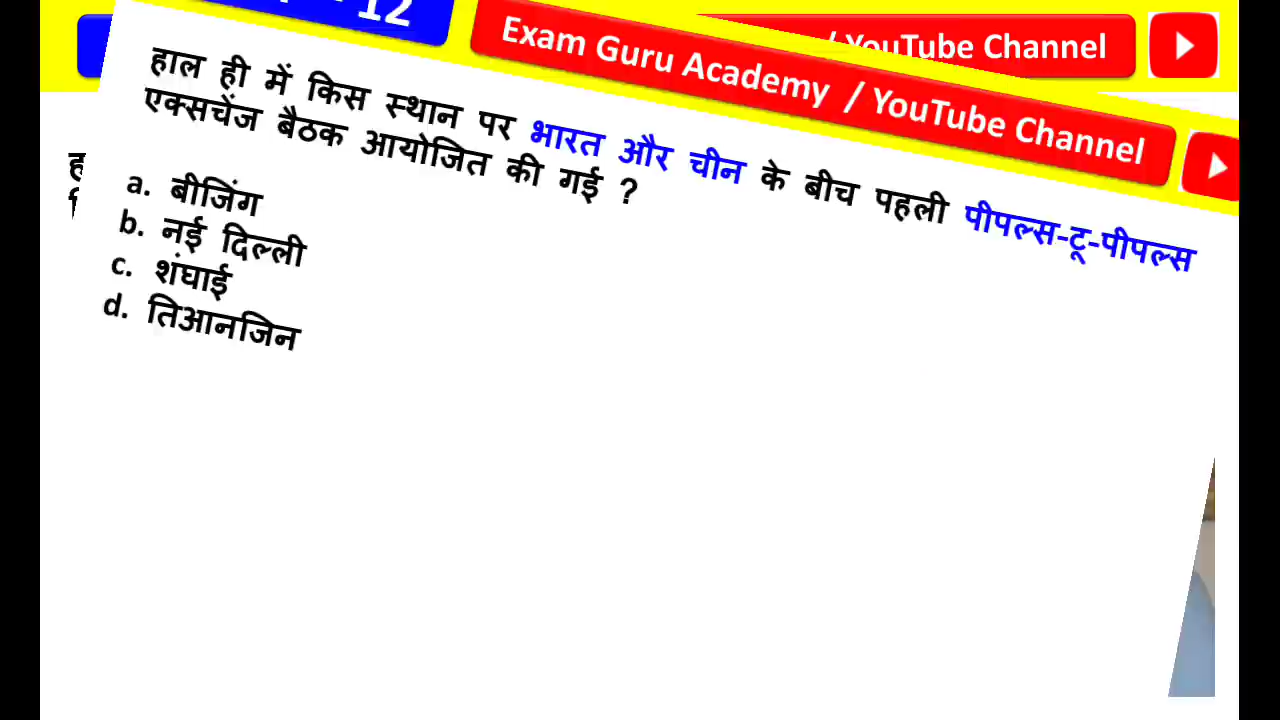 12
/ YouTube Channel
Exam Guru Academy / YouTube Channel
हाल ही में किस स्थान पर भारत और चीन के बीच पहली पीपल्स-टू-पीपल्स
एक्सचेंज बैठक आयोजित की गई ?
a. बीजिंग
b. नई दिल्ली
c. शंघाई
d. तिआनजिन